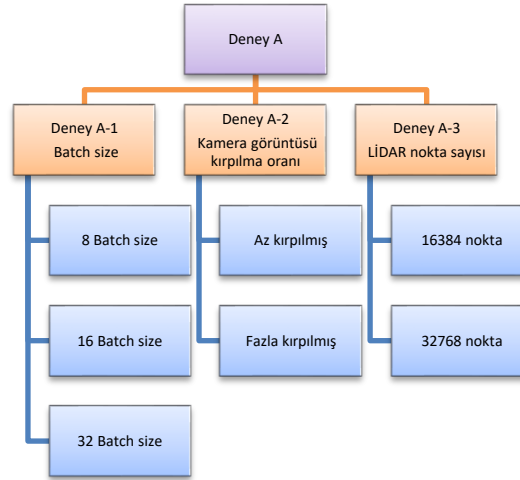 Deney A
Deney A-1
Batch size
Deney A-2
Kamera görüntüsü
kırpılma oranı
Deney A-3
LİDAR nokta sayısı
8 Batch size
Az kırpılmış
16384 nokta
16 Batch size
Fazla kırpılmış
32768 nokta
32 Batch size